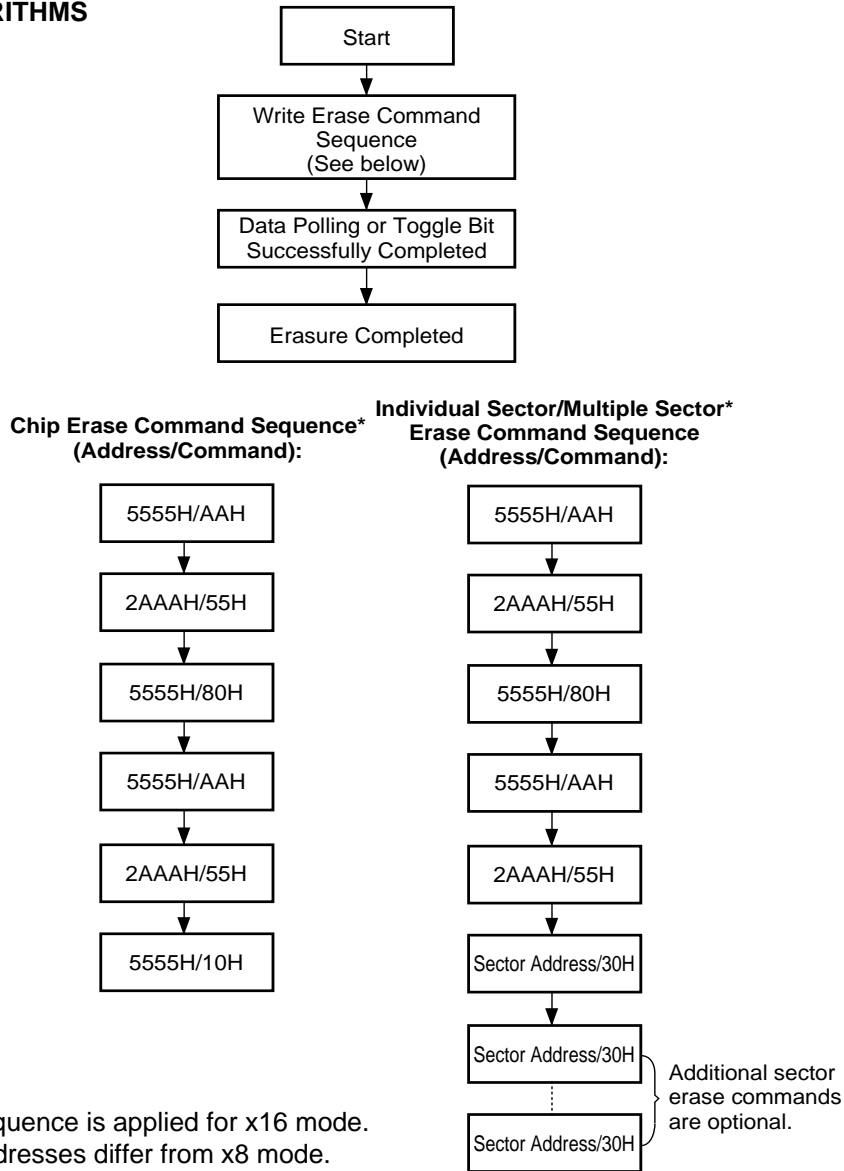 RITHMS
Start
Write Erase Command
Sequence
(See below)
Data Polling or Toggle Bit
Successfully Completed
Erasure Completed
Chip Erase Command Sequence*
(Address/Command):
5555H/AAH
2AAAH/55H
5555H/80H
5555H/AAH
2AAAH/55H
5555H/10H
Individual Sector/Multiple Sector*
Erase Command Sequence
(Address/Command):
5555H/AAH
2AAAH/55H
5555H/80H
5555H/AAH
2AAAH/55H
Sector Address/30H
Sector Address/30H
Sector Address/30H
Additional sector
erase commands
are optional.
quence is applied for x16 mode.
dresses differ from x8 mode.